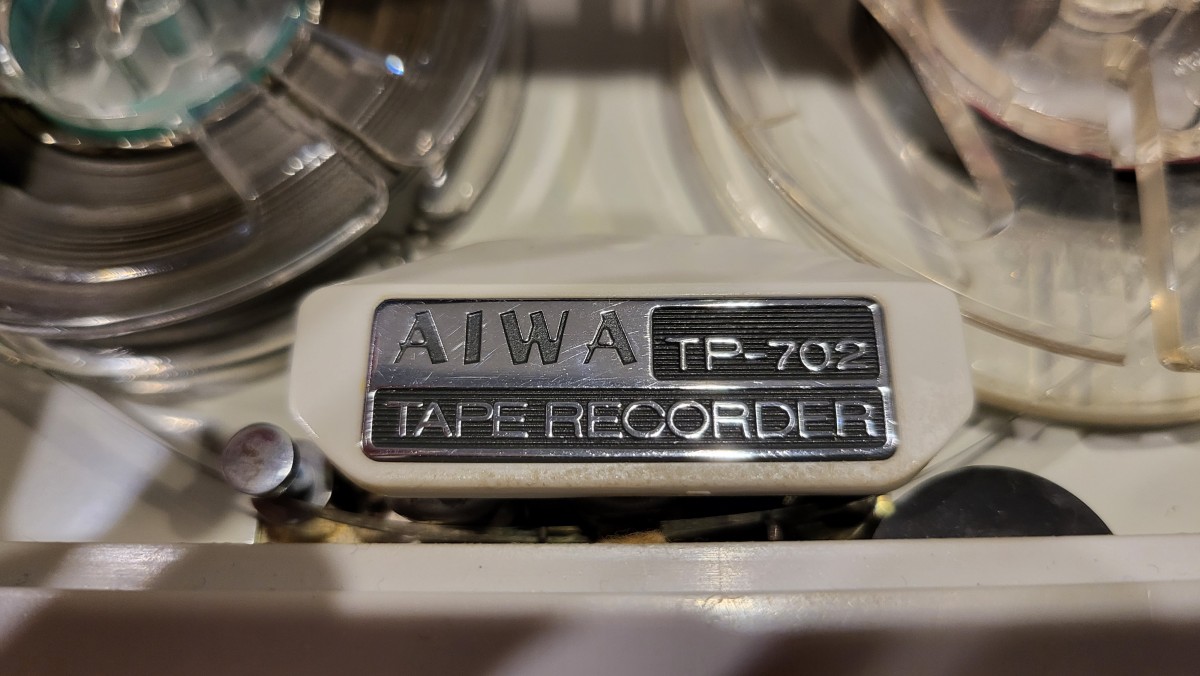 AIWA TP-702
TAPE RECORDER